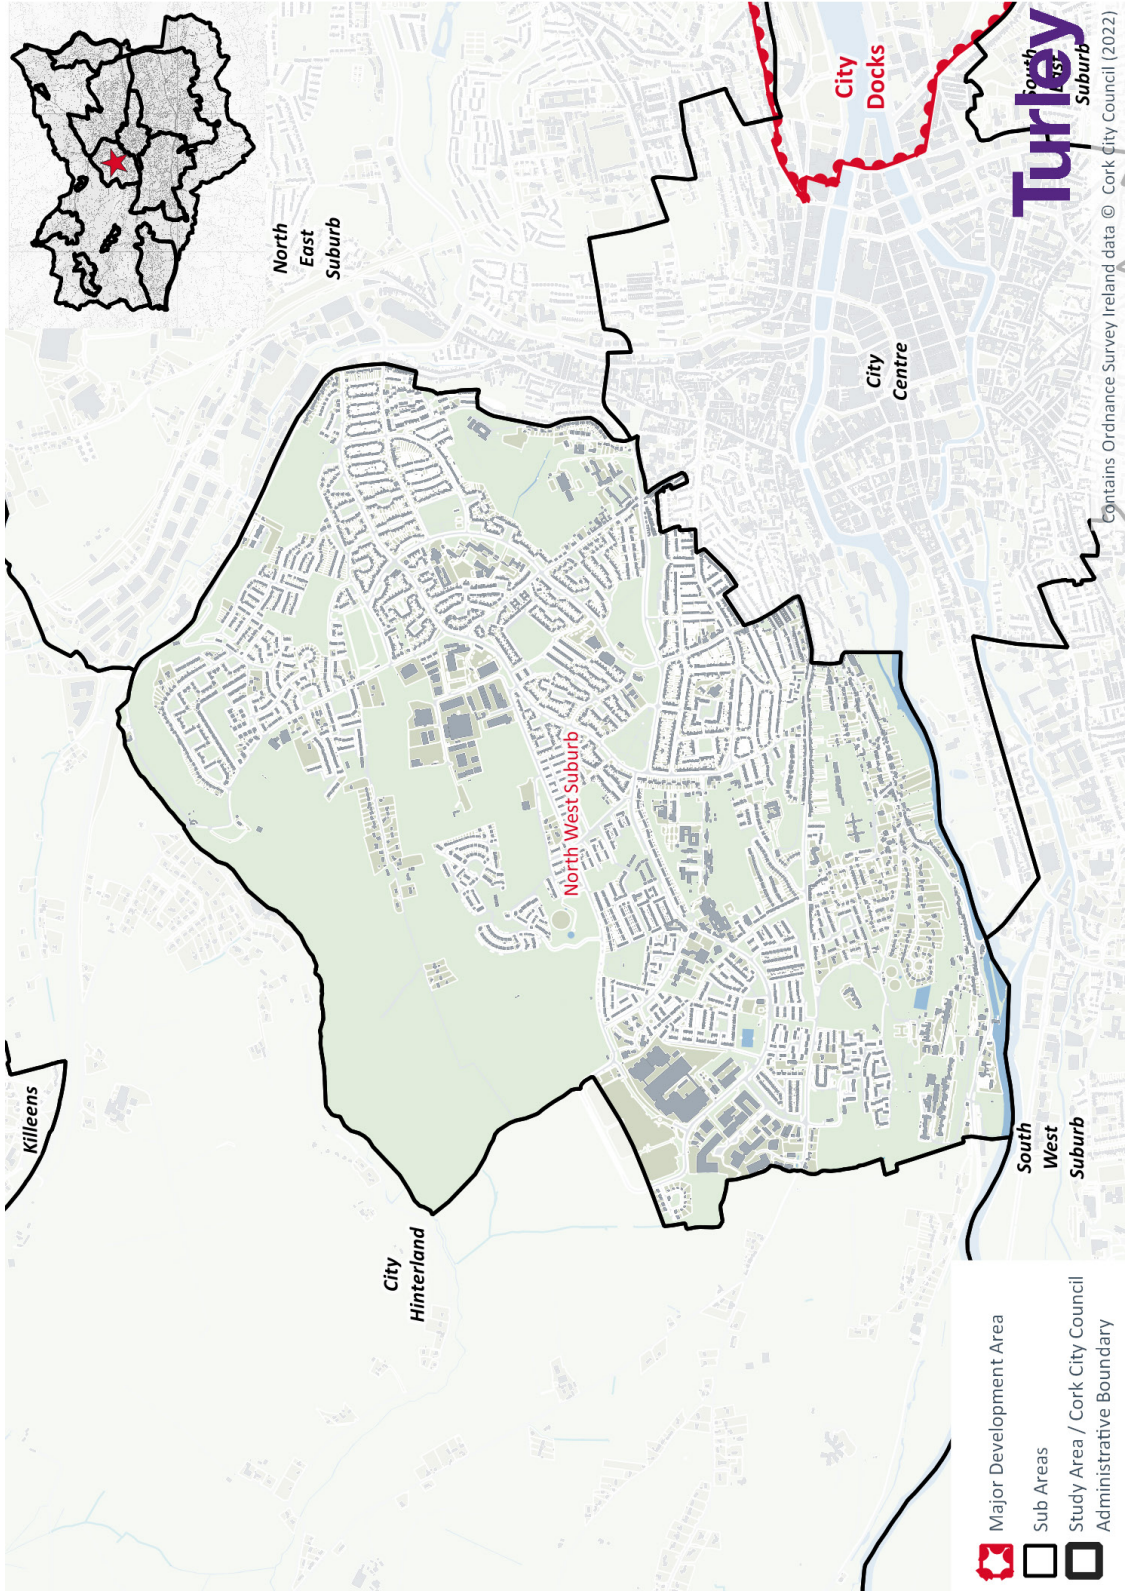 Killeens
North
East
Suburb
City
Docks
South
East
Suburb
City
Centre
North West Suburb
City
Hinterland
South
West
Suburb
Major Development Area
Sub Areas
Study Area / Cork City Council
Administrative Boundary
Turley
Contains Ordnance Survey Ireland data © Cork City Council (2022)